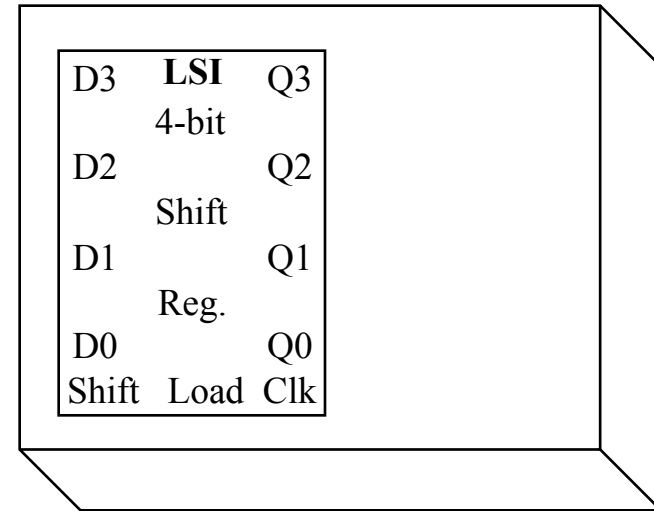 D3 LSI Q3
4-bit
D2 Q2
Shift
D1 Q1
Reg.
D0 Q0
Shift Load Clk